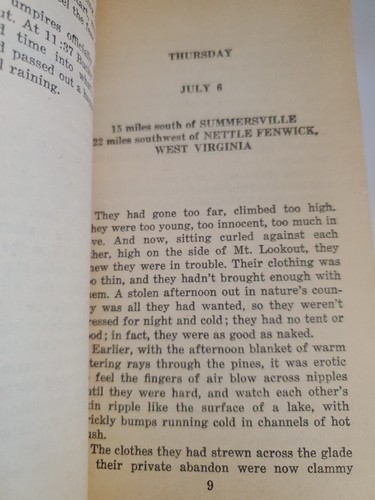 umpires
At 11:37
time into
passed out a
raining.
THURSDAY
JULY 6
15 miles south of SUMMERSVILLE
22 miles southwest of NETTLE FENWICK,
WEST VIRGINIA
They had gone too far, climbed too high.
hey were too young, too innocent, too much in
ve. And now, sitting curled against each
her, high on the side of Mt. Lookout, they
new they were in trouble. Their clothing was
oo thin, and they hadn't brought enough with
em. A stolen afternoon out in nature's coun-
y was all they had wanted, so they weren't
ressed for night and cold; they had no tent or
od; in fact, they were as good as naked.
Earlier, with the afternoon blanket of warm
tering rays through the pines, it was erotic
feel the fingers of air blow across nipples
til they were hard, and watch each other's
in ripple like the surface of a lake, with
rickly bumps running cold in channels of hot
ush.
The clothes they had strewn across the glade
their private abandon were now clammy
9